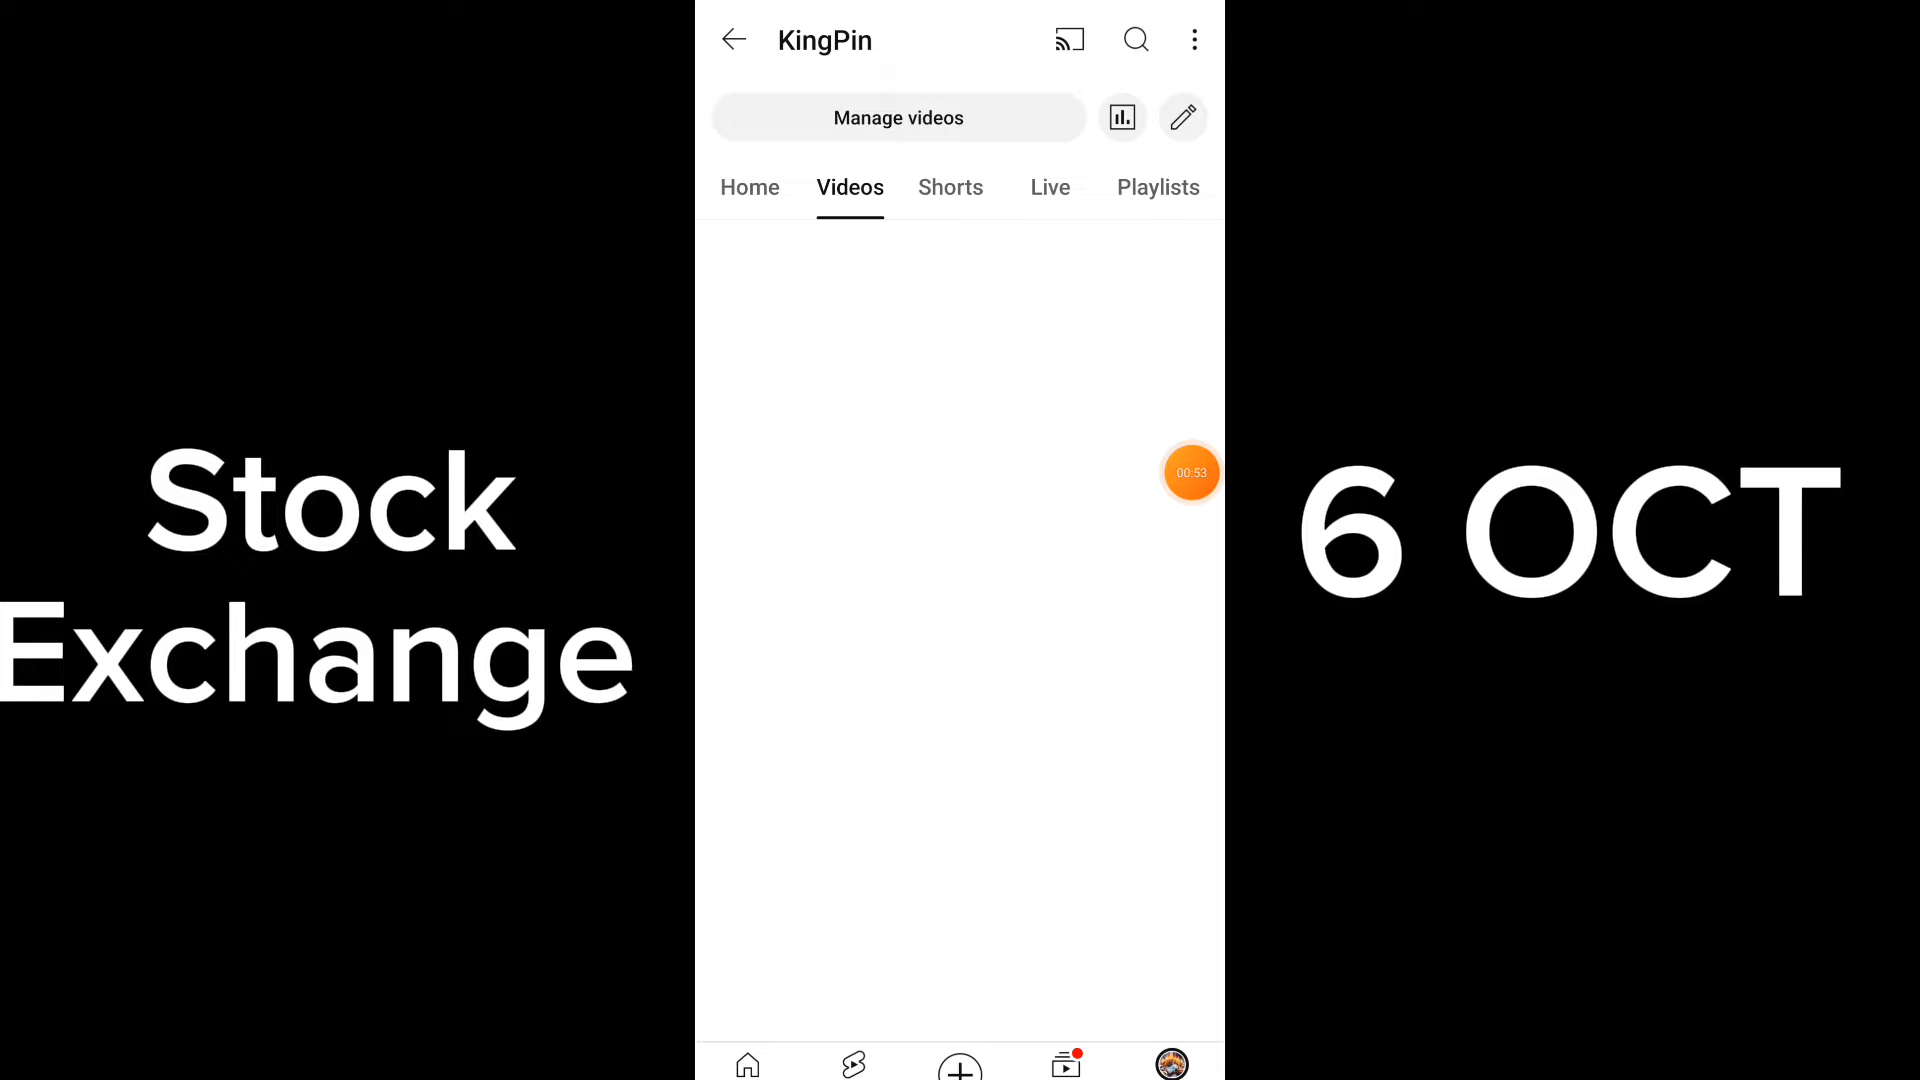 KingPin
Manage videos
Home Videos Shorts Live Playlists
00:53
Stock
Exchange
6 OCT